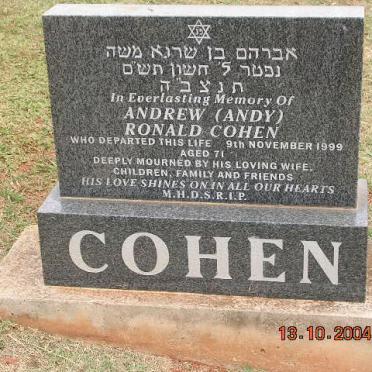 אברהם בן שרגא משה
נפטר ל׳ חשון תש״ס
ת נ צ ב ה
In Everlasting Memory Of
ANDREW (ANDY)
RONALD COHEN
WHO DEPARTED THIS LIFE 9th NOVEMBER 1999
AGED 71
DEEPLY MOURNED BY HIS LOVING WIFE,
CHILDREN, FAMILY AND FRIENDS
HIS LOVE SHINES ON IN ALL OUR HEARTS
M.H.D.S.R.I.P.
COHEN
13.10.2004